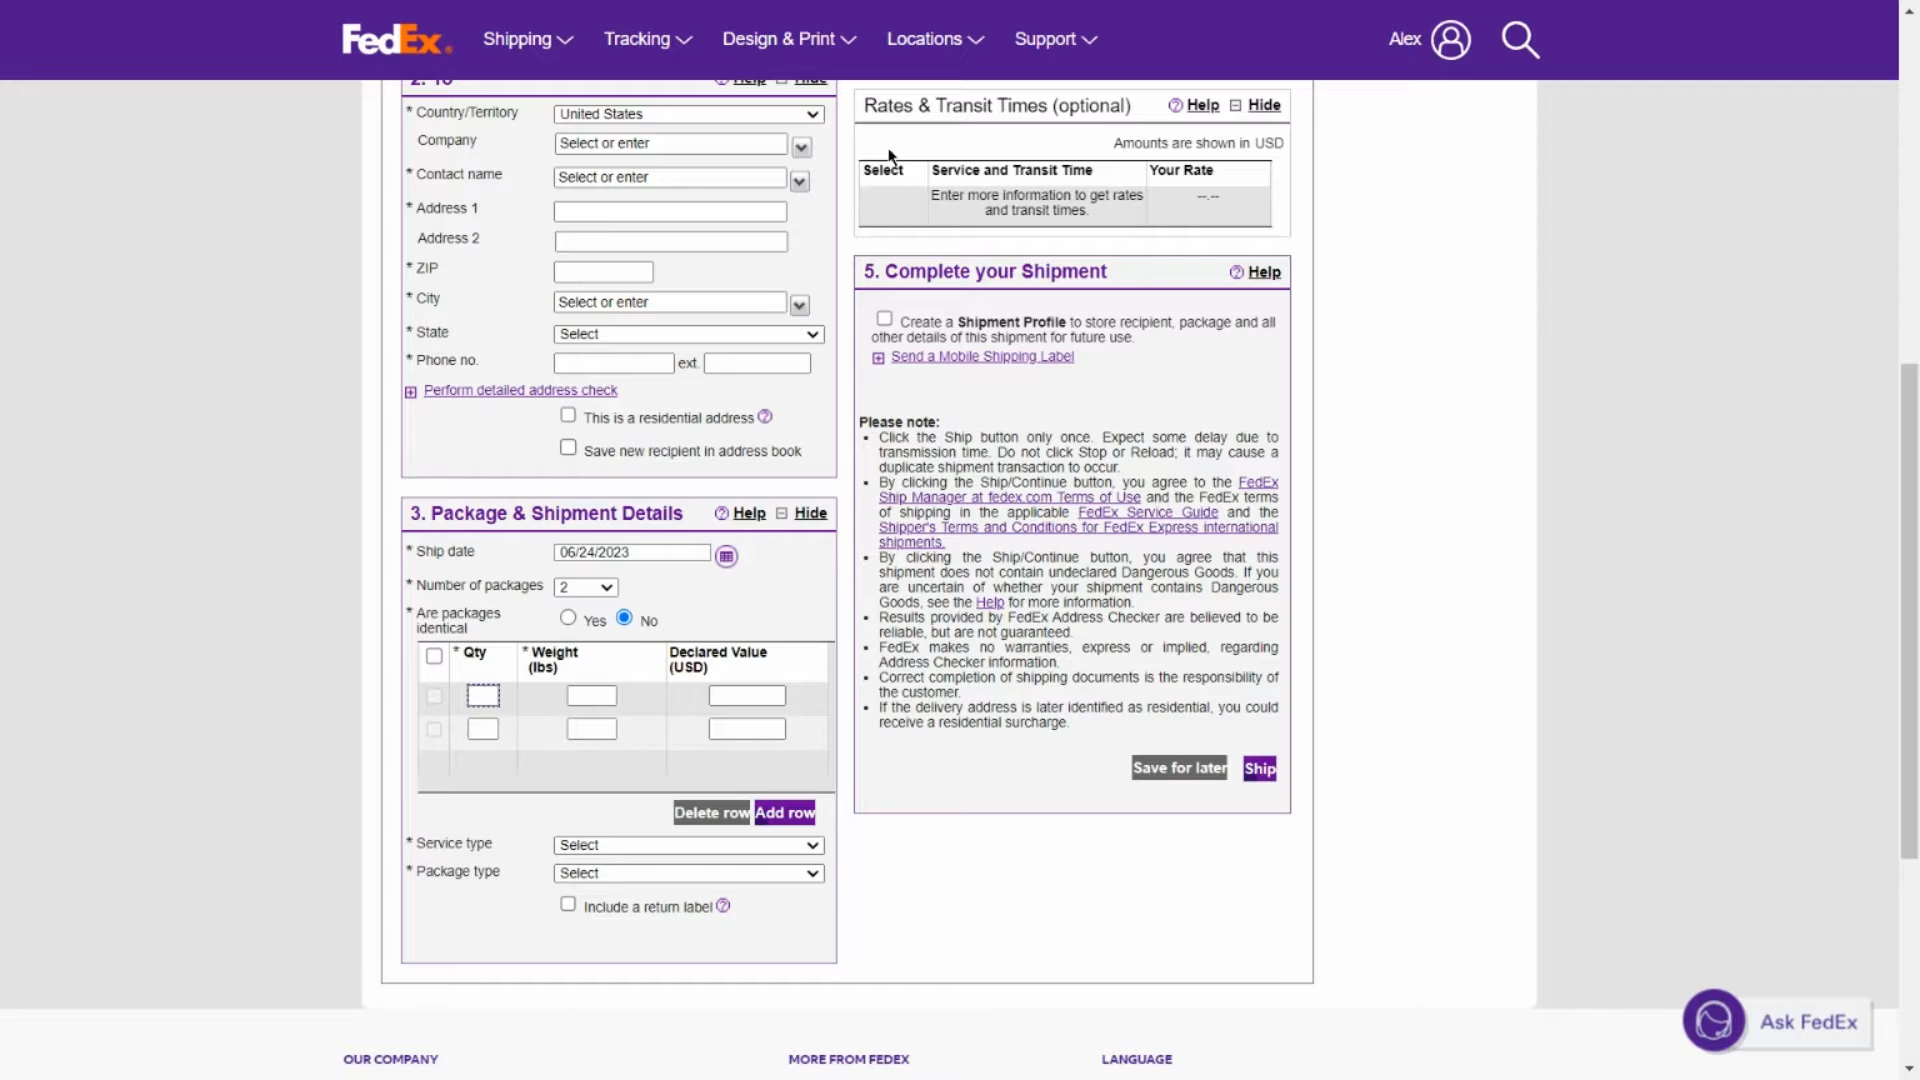 FedEx®
Shipping
Tracking
Design & Print
Locations
Support
Alex
2. To
Help
Hide
* Country/Territory
United States
Company
Select or enter
* Contact name
Select or enter
* Address 1
Address 2
* ZIP
* City
Select or enter
* State
Select
* Phone no.
ext.
Perform detailed address check
This is a residential address
Save new recipient in address book
3. Package & Shipment Details
Help
Hide
* Ship date
06/24/2023
* Number of packages
2
* Are packages
identical
Yes
No
* Qty
* Weight
(lbs)
Declared Value
(USD)
Delete row
Add row
* Service type
Select
* Package type
Select
Include a return label
Rates & Transit Times (optional)
Help
Hide
Amounts are shown in USD
Select
Service and Transit Time
Your Rate
Enter more information to get rates
and transit times.
--.--
5. Complete your Shipment
Help
Create a Shipment Profile to store recipient, package and all
other details of this shipment for future use.
Send a Mobile Shipping Label
Please note:
• Click the Ship button only once. Expect some delay due to
transmission time. Do not click Stop or Reload; it may cause a
duplicate shipment transaction to occur.
• By clicking the Ship/Continue button, you agree to the FedEx
Ship Manager at fedex.com Terms of Use and the FedEx terms
of shipping in the applicable FedEx Service Guide and the
Shipper's Terms and Conditions for FedEx Express international
shipments.
• By clicking the Ship/Continue button, you agree that this
shipment does not contain undeclared Dangerous Goods. If you
are uncertain of whether your shipment contains Dangerous
Goods, see the Help for more information.
• Results provided by FedEx Address Checker are believed to be
reliable, but are not guaranteed.
• FedEx makes no warranties, express or implied, regarding
Address Checker information.
• Correct completion of shipping documents is the responsibility of
the customer.
• If the delivery address is later identified as residential, you could
receive a residential surcharge.
Save for later
Ship
Ask FedEx
OUR COMPANY
MORE FROM FEDEX
LANGUAGE